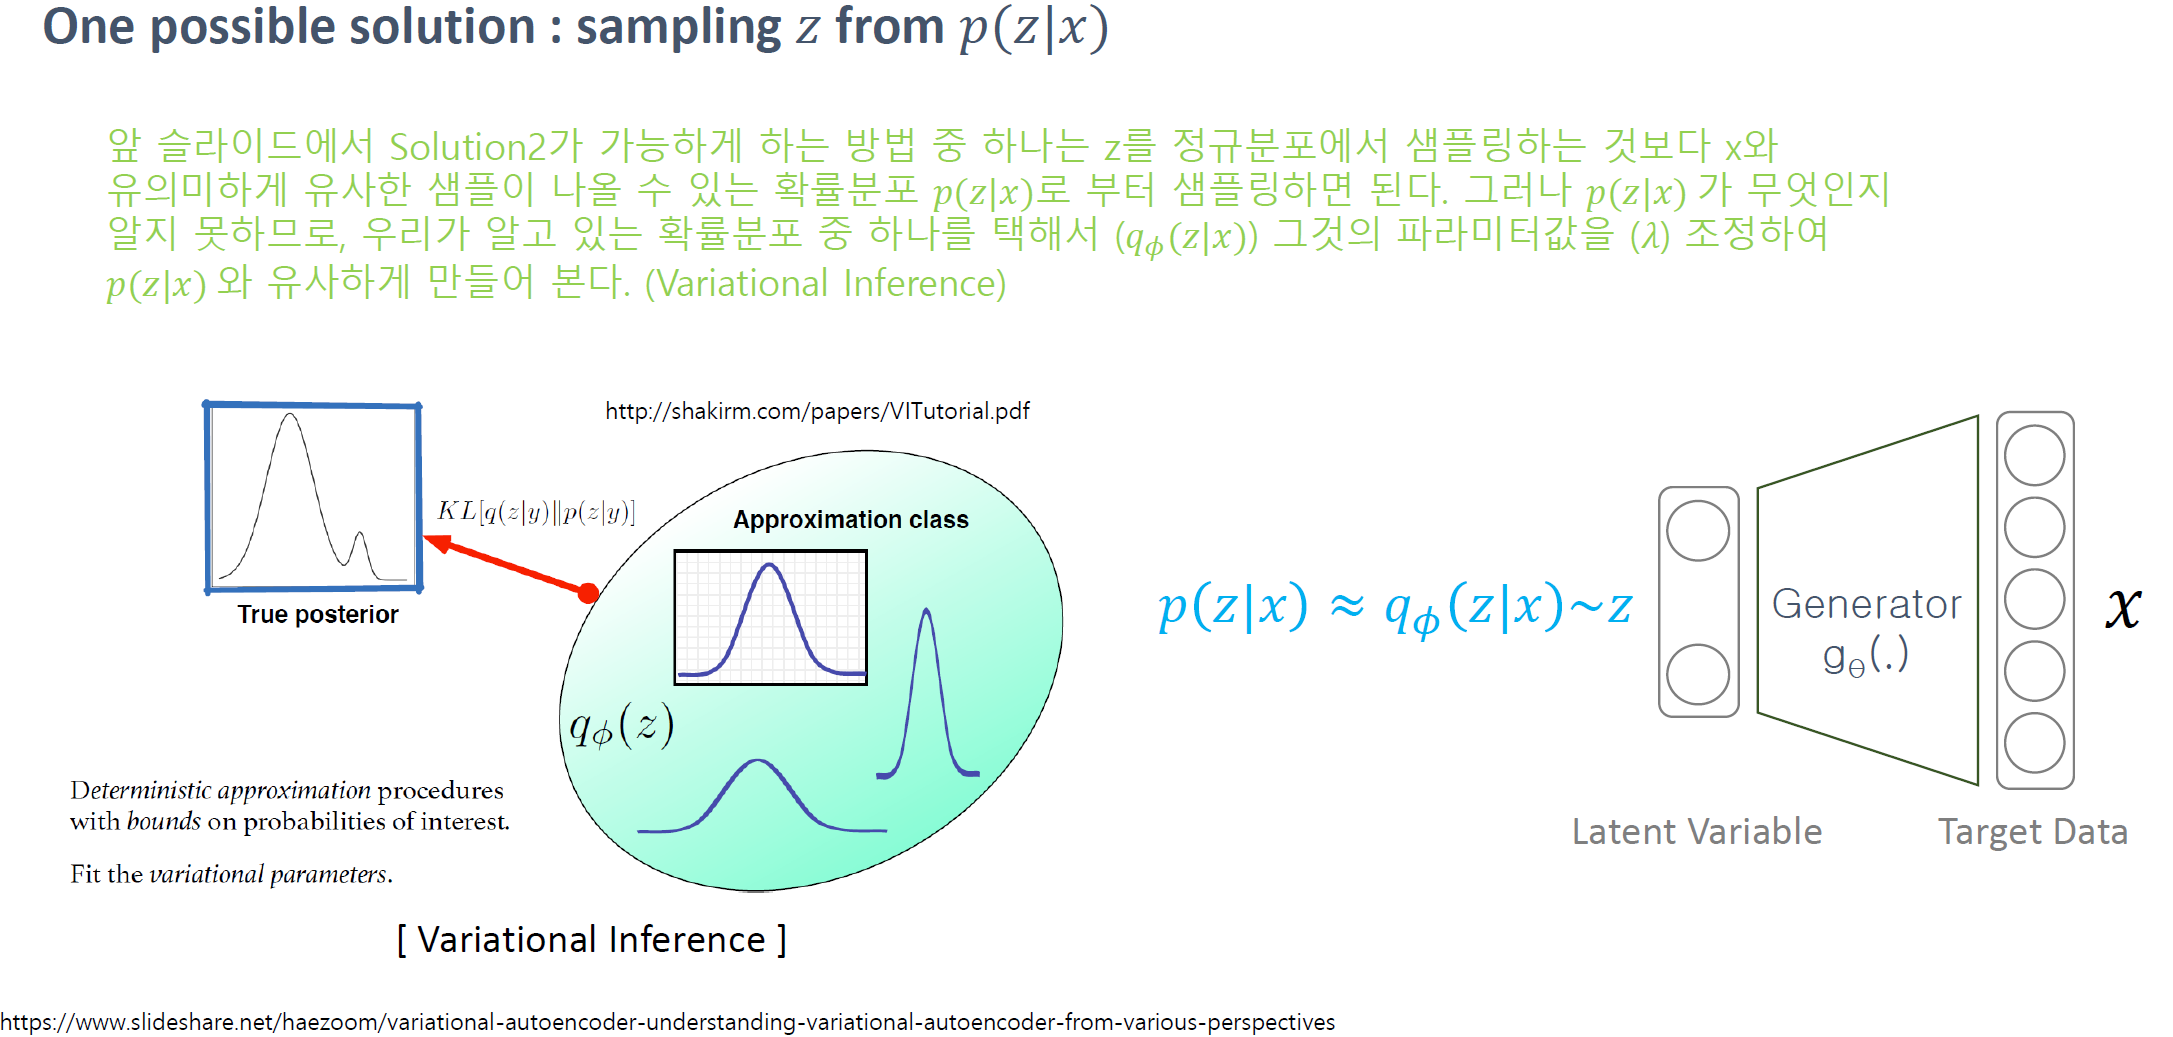 One possible solution : sampling z from p(z|x)
앞 슬라이드에서 Solution2가 가능하게 하는 방법 중 하나는 z를 정규분포에서 샘플링하는 것보다 x와
유의미하게 유사한 샘플이 나올 수 있는 확률분포 p(z|x)로 부터 샘플링하면 된다. 그러나 p(z|x) 가 무엇인지
알지 못하므로, 우리가 알고 있는 확률분포 중 하나를 택해서 (q_ϕ(z|x)) 그것의 파라미터값을 (λ) 조정하여
p(z|x) 와 유사하게 만들어 본다. (Variational Inference)
http://shakirm.com/papers/VITutorial.pdf
KL[q(z|y)||p(z|y)]
Approximation class
True posterior
q_ϕ(z)
Deterministic approximation procedures
with bounds on probabilities of interest.
Fit the variational parameters.
[ Variational Inference ]
p(z|x) ≈ q_ϕ(z|x)~z
Generator
g_θ(.)
x
Latent Variable
Target Data
https://www.slideshare.net/haezoom/variational-autoencoder-understanding-variational-autoencoder-from-various-perspectives